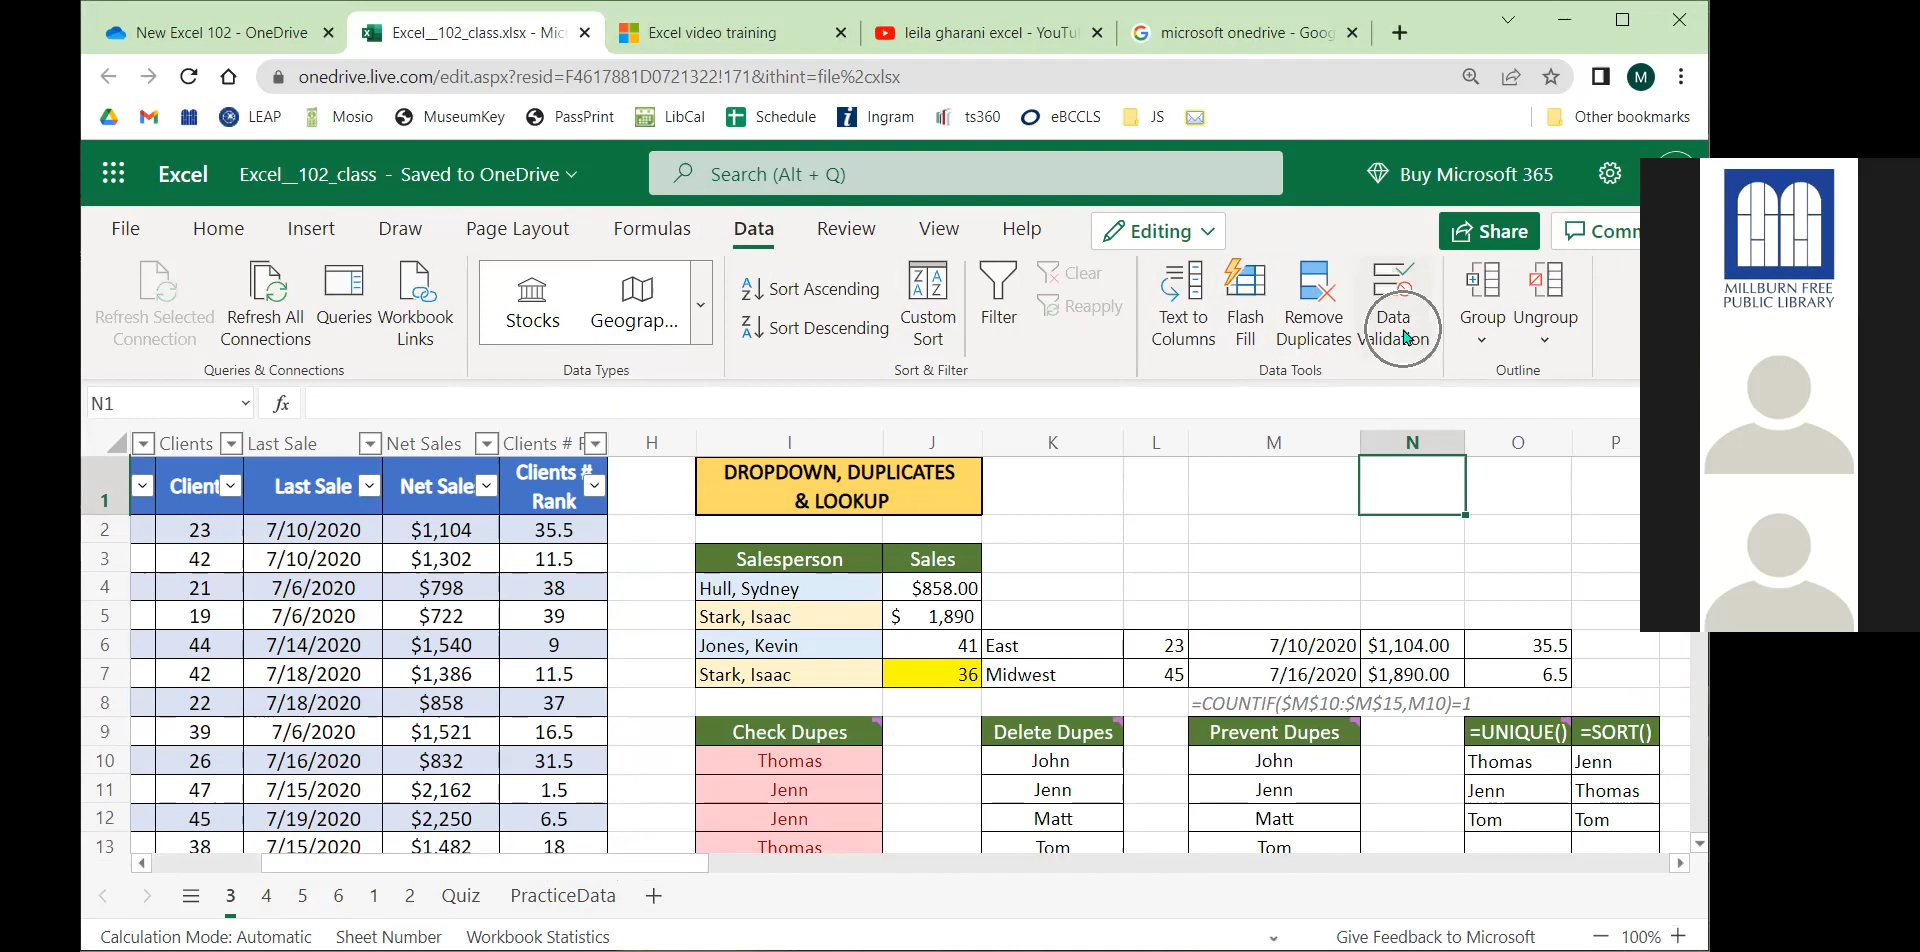 New Excel 102 - OneDrive
Excel__102_class.xlsx - Mic
Excel video training
leila gharani excel - YouTu
microsoft onedrive - Goog
onedrive.live.com/edit.aspx?resid=F4617881D0721322!171&ithint=file%2cxlsx
M
LEAP Mosio MuseumKey PassPrint LibCal Schedule Ingram ts360 eBCCLS JS Other bookmarks
Excel Excel__102_class - Saved to OneDrive Search (Alt + Q) Buy Microsoft 365
File Home Insert Draw Page Layout Formulas Data Review View Help Editing Share Comm
Refresh Selected Connection
Refresh All Connections
Queries
Workbook Links
Queries & Connections
Stocks
Geograp...
Data Types
Sort Ascending
Sort Descending
Custom Sort
Filter
Clear
Reapply
Sort & Filter
Text to Columns
Flash Fill
Remove Duplicates
Data Validation
Data Tools
Group
Ungroup
Outline
MILLBURN FREE
PUBLIC LIBRARY
N1 fx
Clients Last Sale Net Sales Clients # H I J K L M N O P
1 Client Last Sale Net Sale Clients # Rank DROPDOWN, DUPLICATES & LOOKUP
2 23 7/10/2020 $1,104 35.5
3 42 7/10/2020 $1,302 11.5 Salesperson Sales
4 21 7/6/2020 $798 38 Hull, Sydney $858.00
5 19 7/6/2020 $722 39 Stark, Isaac $ 1,890
6 44 7/14/2020 $1,540 9 Jones, Kevin 41 East 23 7/10/2020 $1,104.00 35.5
7 42 7/18/2020 $1,386 11.5 Stark, Isaac 36 Midwest 45 7/16/2020 $1,890.00 6.5
8 22 7/18/2020 $858 37 =COUNTIF($M$10:$M$15,M10)=1
9 39 7/6/2020 $1,521 16.5 Check Dupes Delete Dupes Prevent Dupes =UNIQUE() =SORT()
10 26 7/16/2020 $832 31.5 Thomas John John Thomas Jenn
11 47 7/15/2020 $2,162 1.5 Jenn Jenn Jenn Jenn Thomas
12 45 7/19/2020 $2,250 6.5 Jenn Matt Matt Tom Tom
13 38 7/15/2020 $1,482 18 Thomas Tom Tom
3 4 5 6 1 2 Quiz PracticeData
Calculation Mode: Automatic Sheet Number Workbook Statistics Give Feedback to Microsoft 100%